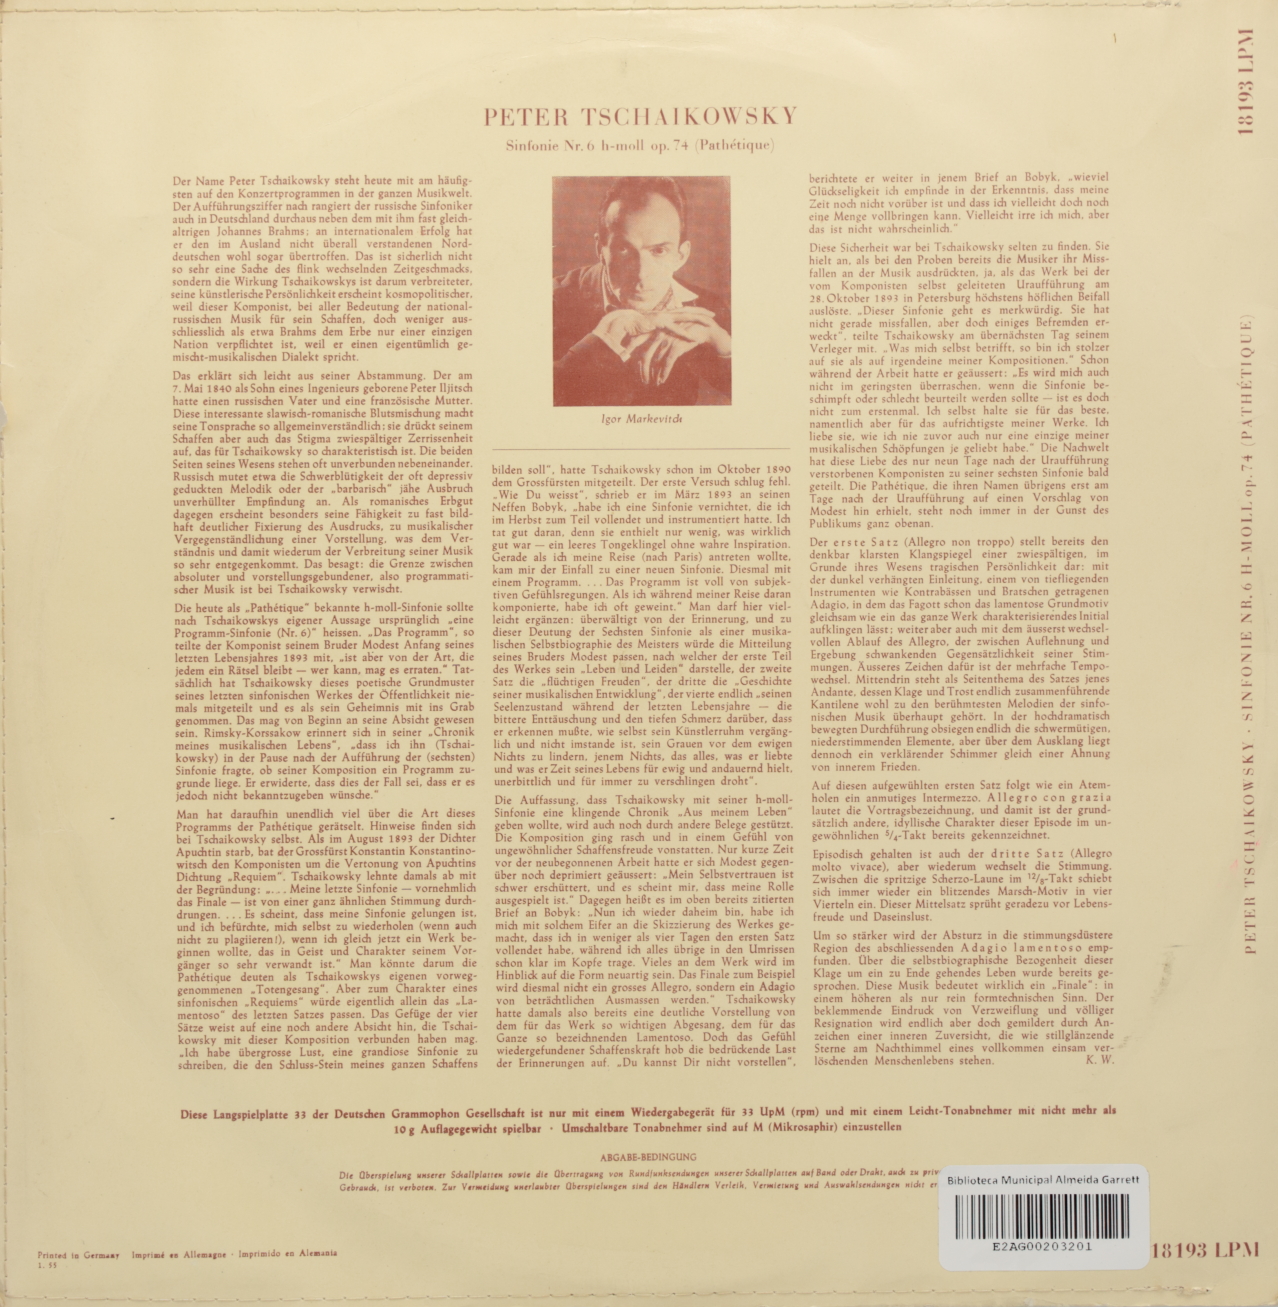 PETER TSCHAIKOWSKY
Sinfonie Nr. 6 h-moll op. 74 (Pathétique)
Der Name Peter Tschaikowsky steht heute mit am häufig-
sten auf den Konzertprogrammen in der ganzen Musikwelt.
Der Aufführungsziffer nach rangiert der russische Sinfoniker
auch in Deutschland durchaus neben dem mit ihm fast gleich-
altrigen Johannes Brahms; an internationalem Erfolg hat
er den im Ausland nicht überall verstandenen Nord-
deutschen wohl sogar übertroffen. Das ist sicherlich nicht
so sehr eine Sache des flink wechselnden Zeitgeschmacks,
sondern die Wirkung Tschaikowskys ist darum verbreiteter,
seine künstlerische Persönlichkeit erscheint kosmopolitischer,
weil dieser Komponist, bei aller Bedeutung der national-
russischen Musik für sein Schaffen, doch weniger aus-
schliesslich als etwa Brahms dem Erbe nur einer einzigen
Nation verpflichtet ist, weil er einen eigentümlich ge-
mischt-musikalischen Dialekt spricht.
Das erklärt sich leicht aus seiner Abstammung. Der am
7. Mai 1840 als Sohn eines Ingenieurs geborene Peter Iljitsch
hatte einen russischen Vater und eine französische Mutter.
Diese interessante slawisch-romanische Blutsmischung macht
seine Tonsprache so allgemeinverständlich; sie drückt seinem
Schaffen aber auch das Stigma zwiespältiger Zerrissenheit
auf, das für Tschaikowsky so charakteristisch ist. Die beiden
Seiten seines Wesens stehen oft unverbunden nebeneinander.
Russisch mutet etwa die Schwerblütigkeit der oft depressiv
geduckten Melodik oder der „barbarisch" jähe Ausbruch
unverhüllter Empfindung an. Als romanisches Erbgut
dagegen erscheint besonders seine Fähigkeit zu fast bild-
haft deutlicher Fixierung des Ausdrucks, zu musikalischer
Vergegenständlichung einer Vorstellung, was dem Ver-
ständnis und damit wiederum der Verbreitung seiner Musik
so sehr entgegenkommt. Das besagt: die Grenze zwischen
absoluter und vorstellungsgebundener, also programmati-
scher Musik ist bei Tschaikowsky verwischt.
Die heute als „Pathétique" bekannte h-moll-Sinfonie sollte
nach Tschaikowskys eigener Aussage ursprünglich „eine
Programm-Sinfonie (Nr. 6)" heissen. „Das Programm", so
teilte der Komponist seinem Bruder Modest Anfang seines
letzten Lebensjahres 1893 mit, „ist aber von der Art, die
jedem ein Rätsel bleibt — wer kann, mag es erraten." Tat-
sächlich hat Tschaikowsky dieses poetische Grundmuster
seines letzten sinfonischen Werkes der Öffentlichkeit nie-
mals mitgeteilt und es als sein Geheimnis mit ins Grab
genommen. Das mag von Beginn an seine Absicht gewesen
sein. Rimsky-Korssakow erinnert sich in seiner „Chronik
meines musikalischen Lebens", „dass ich ihn (Tschai-
kowsky) in der Pause nach der Aufführung der (sechsten)
Sinfonie fragte, ob seiner Komposition ein Programm zu-
grunde liege. Er erwiderte, dass dies der Fall sei, dass er es
jedoch nicht bekanntzugeben wünsche."
Man hat daraufhin unendlich viel über die Art dieses
Programms der Pathétique gerätselt. Hinweise finden sich
bei Tschaikowsky selbst. Als im August 1893 der Dichter
Apuchtin starb, bat der Grossfürst Konstantin Konstantino-
witsch den Komponisten um die Vertonung von Apuchtins
Dichtung „Requiem". Tschaikowsky lehnte damals ab mit
der Begründung: „. . . Meine letzte Sinfonie — vornehmlich
das Finale — ist von einer ganz ähnlichen Stimmung durch-
drungen. . . . Es scheint, dass meine Sinfonie gelungen ist,
und ich befürchte, mich selbst zu wiederholen (wenn auch
nicht zu plagiieren!), wenn ich gleich jetzt ein Werk be-
ginnen wollte, das in Geist und Charakter seinem Vor-
gänger so sehr verwandt ist." Man könnte darum die
Pathétique deuten als Tschaikowskys eigenen vorweg-
genommenen „Totengesang". Aber zum Charakter eines
sinfonischen „Requiems" würde eigentlich allein das „La-
mentoso" des letzten Satzes passen. Das Gefüge der vier
Sätze weist auf eine noch andere Absicht hin, die Tschai-
kowsky mit dieser Komposition verbunden haben mag.
„Ich habe übergrosse Lust, eine grandiose Sinfonie zu
schreiben, die den Schluss-Stein meines ganzen Schaffens
Igor Markevitch
bilden soll", hatte Tschaikowsky schon im Oktober 1890
dem Grossfürsten mitgeteilt. Der erste Versuch schlug fehl.
„Wie Du weisst", schrieb er im März 1893 an seinen
Neffen Bobyk, „habe ich eine Sinfonie vernichtet, die ich
im Herbst zum Teil vollendet und instrumentiert hatte. Ich
tat gut daran, denn sie enthielt nur wenig, was wirklich
gut war — ein leeres Tongeklingel ohne wahre Inspiration.
Gerade als ich meine Reise (nach Paris) antreten wollte,
kam mir der Einfall zu einer neuen Sinfonie. Diesmal mit
einem Programm. . . . Das Programm ist voll von subjek-
tiven Gefühlsregungen. Als ich während meiner Reise daran
komponierte, habe ich oft geweint." Man darf hier viel-
leicht ergänzen: überwältigt von der Erinnerung, und zu
dieser Deutung der Sechsten Sinfonie als einer musika-
lischen Selbstbiographie des Meisters würde die Mitteilung
seines Bruders Modest passen, nach welcher der erste Teil
des Werkes sein „Leben und Leiden" darstelle, der zweite
Satz die „flüchtigen Freuden", der dritte die „Geschichte
seiner musikalischen Entwicklung", der vierte endlich „seinen
Seelenzustand während der letzten Lebensjahre — die
bittere Enttäuschung und den tiefen Schmerz darüber, dass
er erkennen mußte, wie selbst sein Künstlerruhm vergäng-
lich und nicht imstande ist, sein Grauen vor dem ewigen
Nichts zu lindern, jenem Nichts, das alles, was er liebte
und was er Zeit seines Lebens für ewig und andauernd hielt,
unerbittlich und für immer zu verschlingen droht".
Die Auffassung, dass Tschaikowsky mit seiner h-moll-
Sinfonie eine klingende Chronik „Aus meinem Leben"
geben wollte, wird auch noch durch andere Belege gestützt.
Die Komposition ging rasch und in einem Gefühl von
ungewöhnlicher Schaffensfreude vonstatten. Nur kurze Zeit
vor der neubegonnenen Arbeit hatte er sich Modest gegen-
über noch deprimiert geäussert: „Mein Selbstvertrauen ist
schwer erschüttert, und es scheint mir, dass meine Rolle
ausgespielt ist." Dagegen heißt es im oben bereits zitierten
Brief an Bobyk: „Nun ich wieder daheim bin, habe ich
mich mit solchem Eifer an die Skizzierung des Werkes ge-
macht, dass ich in weniger als vier Tagen den ersten Satz
vollendet habe, während ich alles übrige in den Umrissen
schon klar im Kopfe trage. Vieles an dem Werk wird im
Hinblick auf die Form neuartig sein. Das Finale zum Beispiel
wird diesmal nicht ein grosses Allegro, sondern ein Adagio
von beträchtlichen Ausmassen werden." Tschaikowsky
hatte damals also bereits eine deutliche Vorstellung von
dem für das Werk so wichtigen Abgesang, dem für das
Ganze so bezeichnenden Lamentoso. Doch das Gefühl
wiedergefundener Schaffenskraft hob die bedrückende Last
der Erinnerungen auf. „Du kannst Dir nicht vorstellen",
berichtete er weiter in jenem Brief an Bobyk, „wieviel
Glückseligkeit ich empfinde in der Erkenntnis, dass meine
Zeit noch nicht vorüber ist und dass ich vielleicht doch noch
eine Menge vollbringen kann. Vielleicht irre ich mich, aber
das ist nicht wahrscheinlich."
Diese Sicherheit war bei Tschaikowsky selten zu finden. Sie
hielt an, als bei den Proben bereits die Musiker ihr Miss-
fallen an der Musik ausdrückten, ja, als das Werk bei der
vom Komponisten selbst geleiteten Uraufführung am
28. Oktober 1893 in Petersburg höchstens höflichen Beifall
auslöste. „Dieser Sinfonie geht es merkwürdig. Sie hat
nicht gerade missfallen, aber doch einiges Befremden er-
weckt", teilte Tschaikowsky am übernächsten Tag seinem
Verleger mit. „Was mich selbst betrifft, so bin ich stolzer
auf sie als auf irgendeine meiner Kompositionen." Schon
während der Arbeit hatte er geäussert: „Es wird mich auch
nicht im geringsten überraschen, wenn die Sinfonie be-
schimpft oder schlecht beurteilt werden sollte — ist es doch
nicht zum erstenmal. Ich selbst halte sie für das beste,
namentlich aber für das aufrichtigste meiner Werke. Ich
liebe sie, wie ich nie zuvor auch nur eine einzige meiner
musikalischen Schöpfungen je geliebt habe." Die Nachwelt
hat diese Liebe des nur neun Tage nach der Uraufführung
verstorbenen Komponisten zu seiner sechsten Sinfonie bald
geteilt. Die Pathétique, die ihren Namen übrigens erst am
Tage nach der Uraufführung auf einen Vorschlag von
Modest hin erhielt, steht noch immer in der Gunst des
Publikums ganz obenan.
Der erste Satz (Allegro non troppo) stellt bereits den
denkbar klarsten Klangspiegel einer zwiespältigen, im
Grunde ihres Wesens tragischen Persönlichkeit dar: mit
der dunkel verhängten Einleitung, einem von tiefliegenden
Instrumenten wie Kontrabässen und Bratschen getragenen
Adagio, in dem das Fagott schon das lamentose Grundmotiv
gleichsam wie ein das ganze Werk charakterisierendes Initial
aufklingen lässt; weiter aber auch mit dem äusserst wechsel-
vollen Ablauf des Allegro, der zwischen Auflehnung und
Ergebung schwankenden Gegensätzlichkeit seiner Stim-
mungen. Äusseres Zeichen dafür ist der mehrfache Tempo-
wechsel. Mittendrin steht als Seitenthema des Satzes jenes
Andante, dessen Klage und Trost endlich zusammenführende
Kantilene wohl zu den berühmtesten Melodien der sinfo-
nischen Musik überhaupt gehört. In der hochdramatisch
bewegten Durchführung obsiegen endlich die schwermütigen,
niederstimmenden Elemente, aber über dem Ausklang liegt
dennoch ein verklärender Schimmer gleich einer Ahnung
von innerem Frieden.
Auf diesen aufgewühlten ersten Satz folgt wie ein Atem-
holen ein anmutiges Intermezzo. Allegro con grazia
lautet die Vortragsbezeichnung, und damit ist der grund-
sätzlich andere, idyllische Charakter dieser Episode im un-
gewöhnlichen 5/4-Takt bereits gekennzeichnet.
Episodisch gehalten ist auch der dritte Satz (Allegro
molto vivace), aber wiederum wechselt die Stimmung.
Zwischen die spritzige Scherzo-Laune im 12/8-Takt schiebt
sich immer wieder ein blitzendes Marsch-Motiv in vier
Vierteln ein. Dieser Mittelsatz sprüht geradezu vor Lebens-
freude und Daseinslust.
Um so stärker wird der Absturz in die stimmungsdüstere
Region des abschliessenden Adagio lamentoso emp-
funden. Über die selbstbiographische Bezogenheit dieser
Klage um ein zu Ende gehendes Leben wurde bereits ge-
sprochen. Diese Musik bedeutet wirklich ein „Finale": in
einem höheren als nur rein formtechnischen Sinn. Der
beklemmende Eindruck von Verzweiflung und völliger
Resignation wird endlich aber doch gemildert durch An-
zeichen einer inneren Zuversicht, die wie stillglänzende
Sterne am Nachthimmel eines vollkommen einsam ver-
löschenden Menschenlebens stehen. K. W.
Diese Langspielplatte 33 der Deutschen Grammophon Gesellschaft ist nur mit einem Wiedergabegerät für 33 UpM (rpm) und mit einem Leicht-Tonabnehmer mit nicht mehr als
10 g Auflagegewicht spielbar · Umschaltbare Tonabnehmer sind auf M (Mikrosaphir) einzustellen
ABGABE-BEDINGUNG
Die Überspielung unserer Schallplatten sowie die Übertragung von Rundfunksendungen unserer Schallplatten auf Band oder Draht, auch zu
Gebrauch, ist verboten. Zur Vermeidung unerlaubter Überspielungen sind den Händlern Verleih, Vermietung und Auswahlsendungen nicht
Biblioteca Municipal Almeida Garrett
E2AG00203201
Printed in Germany Imprimé en Allemagne · Imprimido en Alemania
1. 55
18193 LPM
PETER TSCHAIKOWSKY · SINFONIE NR. 6 H-MOLL op. 74 (PATHÉTIQUE)
18193 LPM